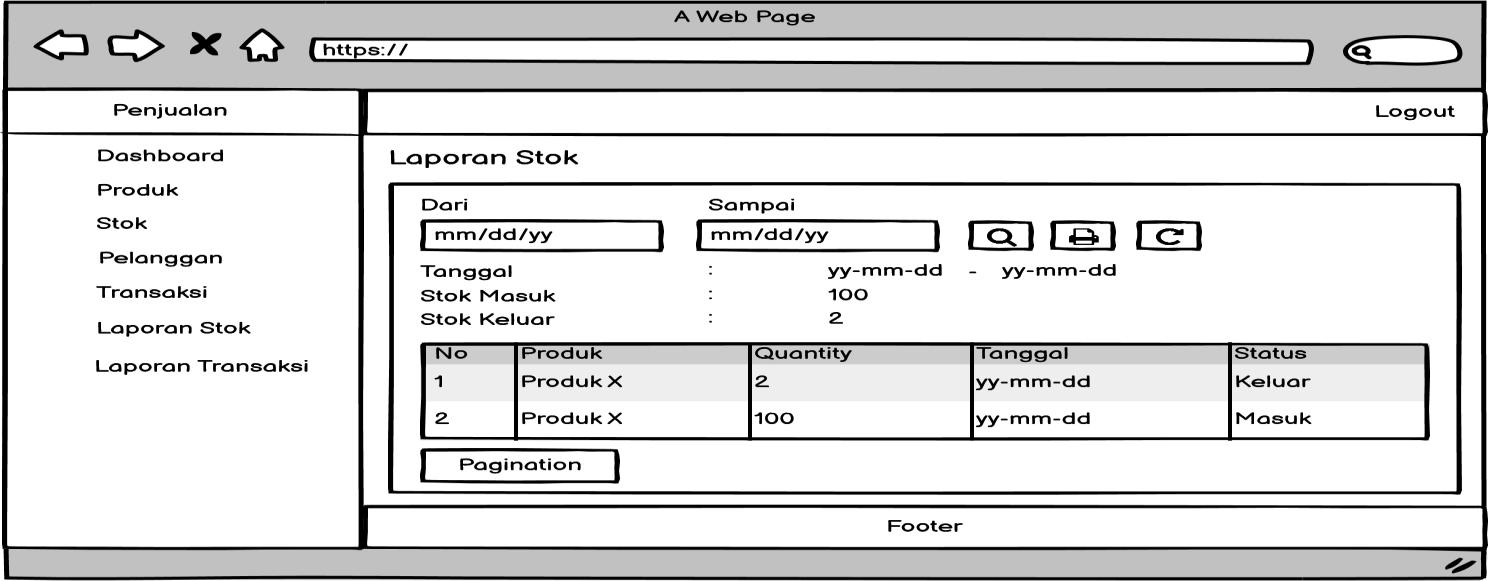 A Web Page
https://
Penjualan
Logout
Dashboard
Produk
Stok
Pelanggan
Transaksi
Laporan Stok
Laporan Transaksi
Laporan Stok
Dari Sampai
mm/dd/yy mm/dd/yy
Tanggal : yy-mm-dd - yy-mm-dd
Stok Masuk : 100
Stok Keluar : 2
No Produk Quantity Tanggal Status
1 Produk X 2 yy-mm-dd Keluar
2 Produk X 100 yy-mm-dd Masuk
Pagination
Footer